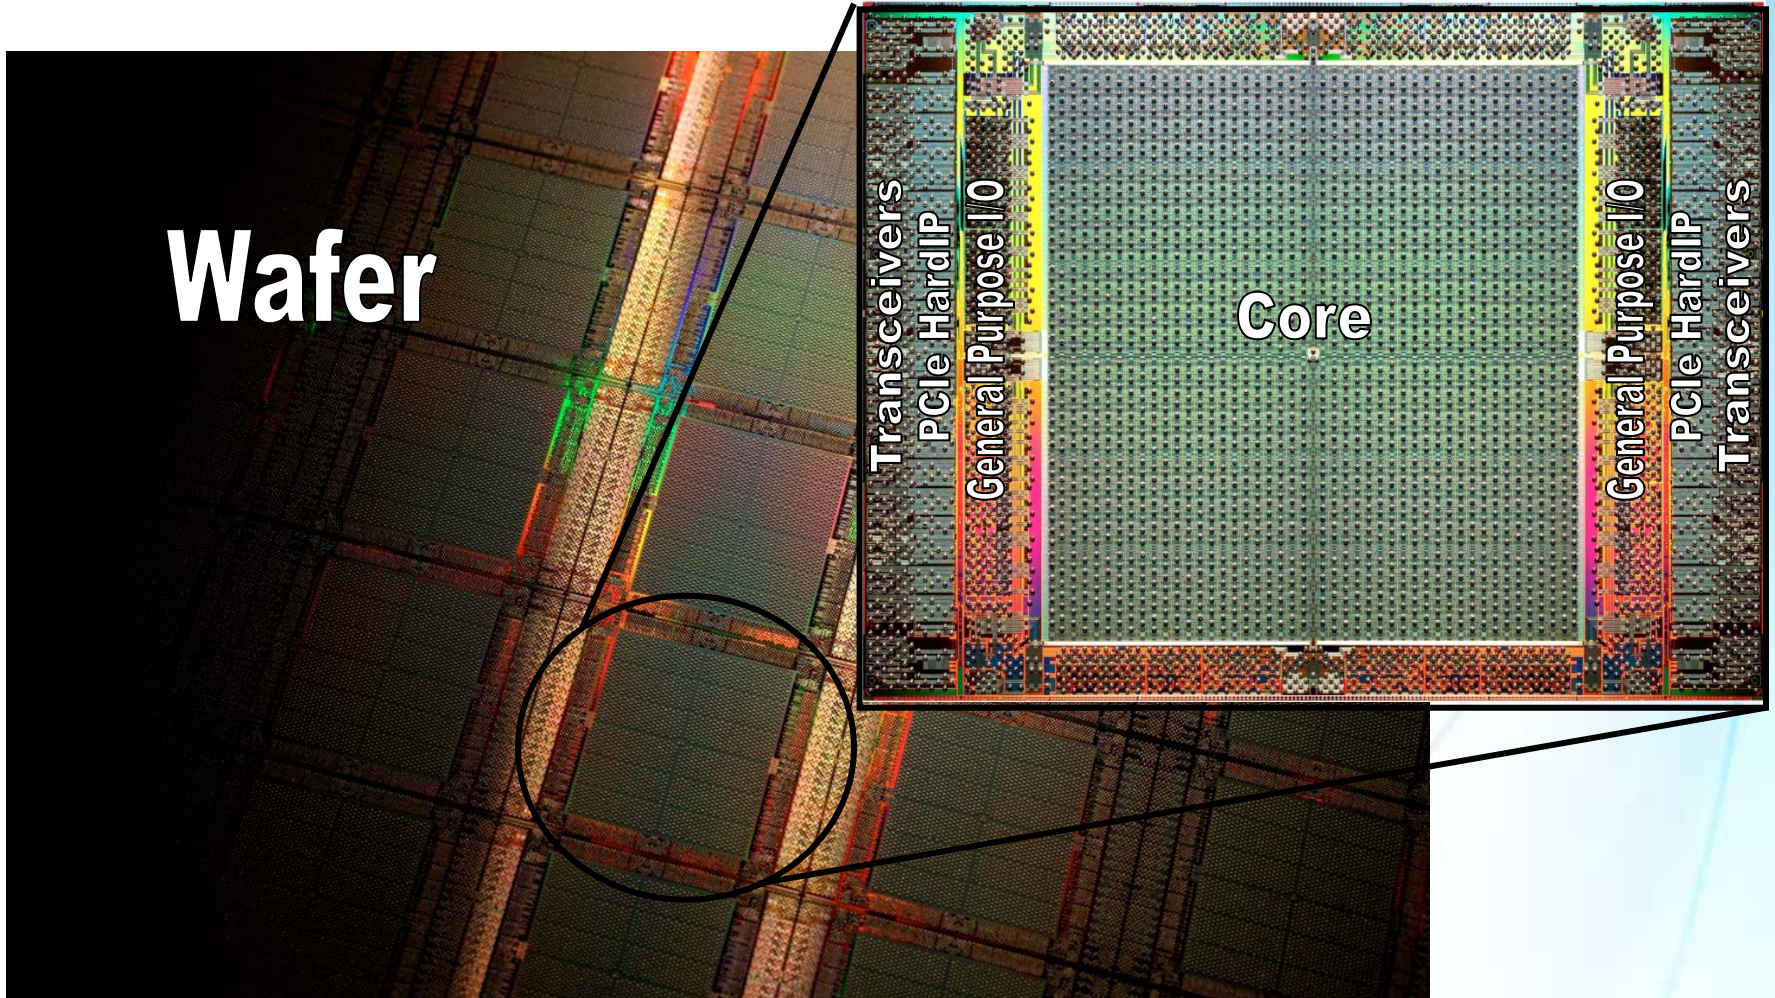 Wafer
Transceivers
PCIe HardIP
General Purpose I/O
Core
General Purpose I/O
PCIe HardIP
Transceivers